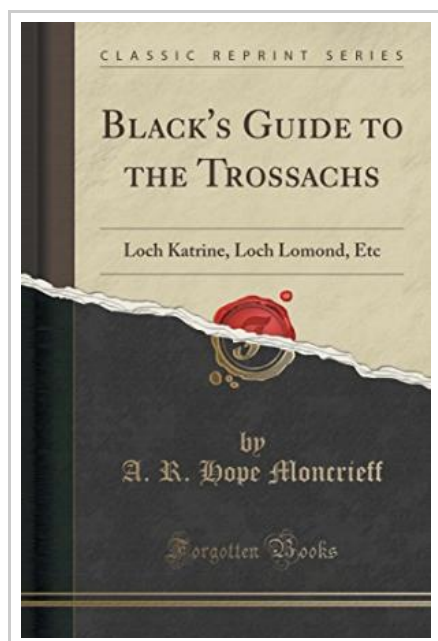 CLASSIC REPRINT SERIES
BLACK'S GUIDE TO
THE TROSSACHS
Loch Katrine, Loch Lomond, Etc
F
by
A. R. Hope Moncrieff
Forgotten Books